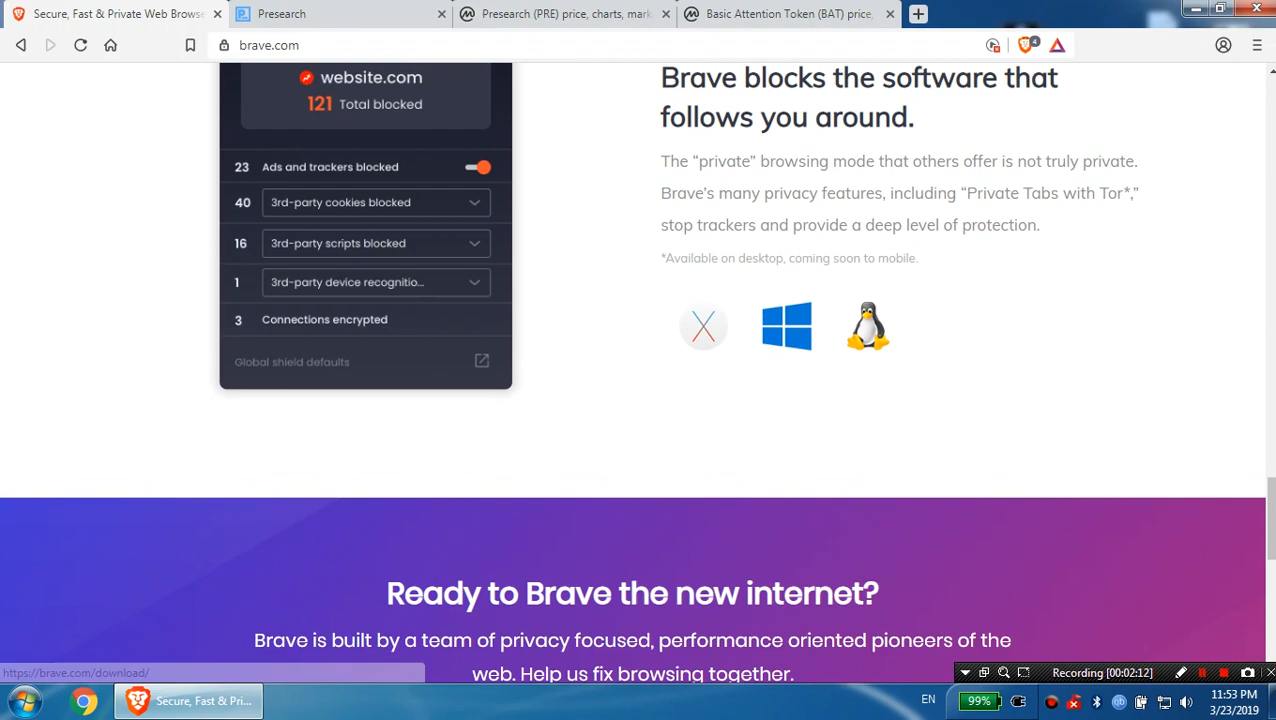 Secure, Fast & Private Web Browse
Presearch
Presearch (PRE) price, charts, mark
Basic Attention Token (BAT) price,
brave.com
4
website.com
121 Total blocked
23 Ads and trackers blocked
40 3rd-party cookies blocked
16 3rd-party scripts blocked
1 3rd-party device recognitio...
3 Connections encrypted
Global shield defaults
Brave blocks the software that
follows you around.
The “private” browsing mode that others offer is not truly private.
Brave’s many privacy features, including “Private Tabs with Tor*,”
stop trackers and provide a deep level of protection.
*Available on desktop, coming soon to mobile.
Ready to Brave the new internet?
Brave is built by a team of privacy focused, performance oriented pioneers of the
web. Help us fix browsing together.
https://brave.com/download/
Recording [00:02:12]
Secure, Fast & Pri...
EN
99%
11:53 PM
3/23/2019